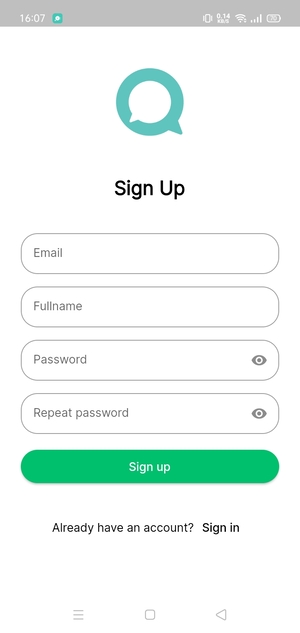 16:07
0.14
KB/S
Sign Up
Email
Fullname
Password
Repeat password
Sign up
Already have an account? Sign in